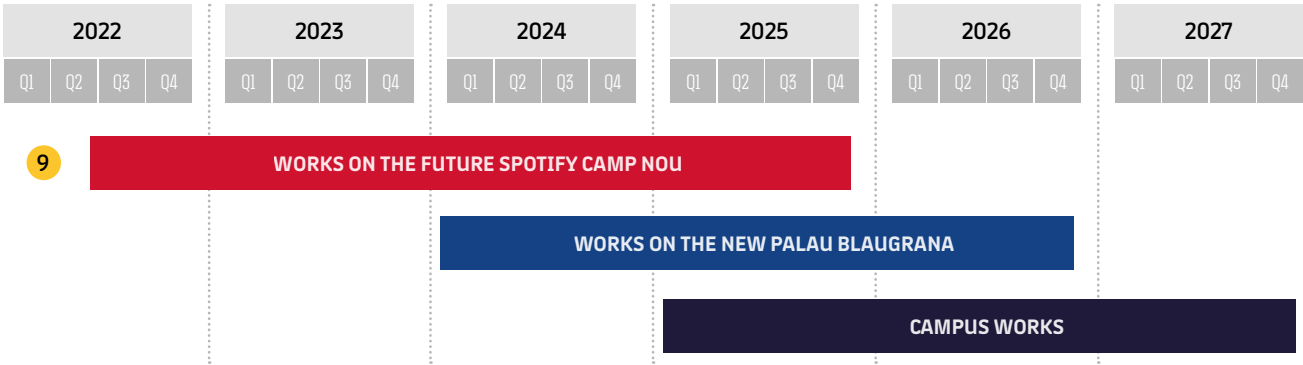 2022 2023 2024 2025 2026 2027
Q1 Q2 Q3 Q4 Q1 Q2 Q3 Q4 Q1 Q2 Q3 Q4 Q1 Q2 Q3 Q4 Q1 Q2 Q3 Q4 Q1 Q2 Q3 Q4
9 WORKS ON THE FUTURE SPOTIFY CAMP NOU
WORKS ON THE NEW PALAU BLAUGRANA
CAMPUS WORKS